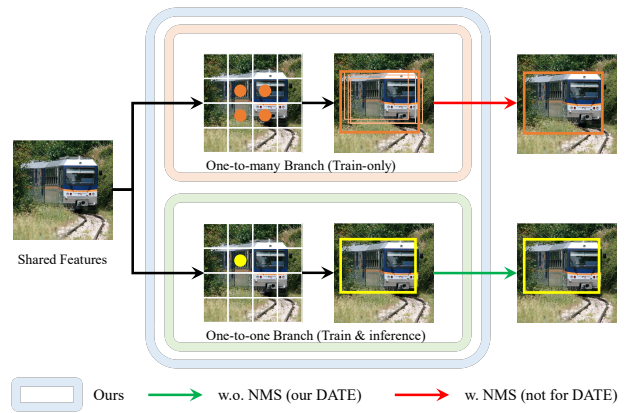 One-to-many Branch (Train-only)
Shared Features
One-to-one Branch (Train & inference)
Ours
w.o. NMS (our DATE)
w. NMS (not for DATE)